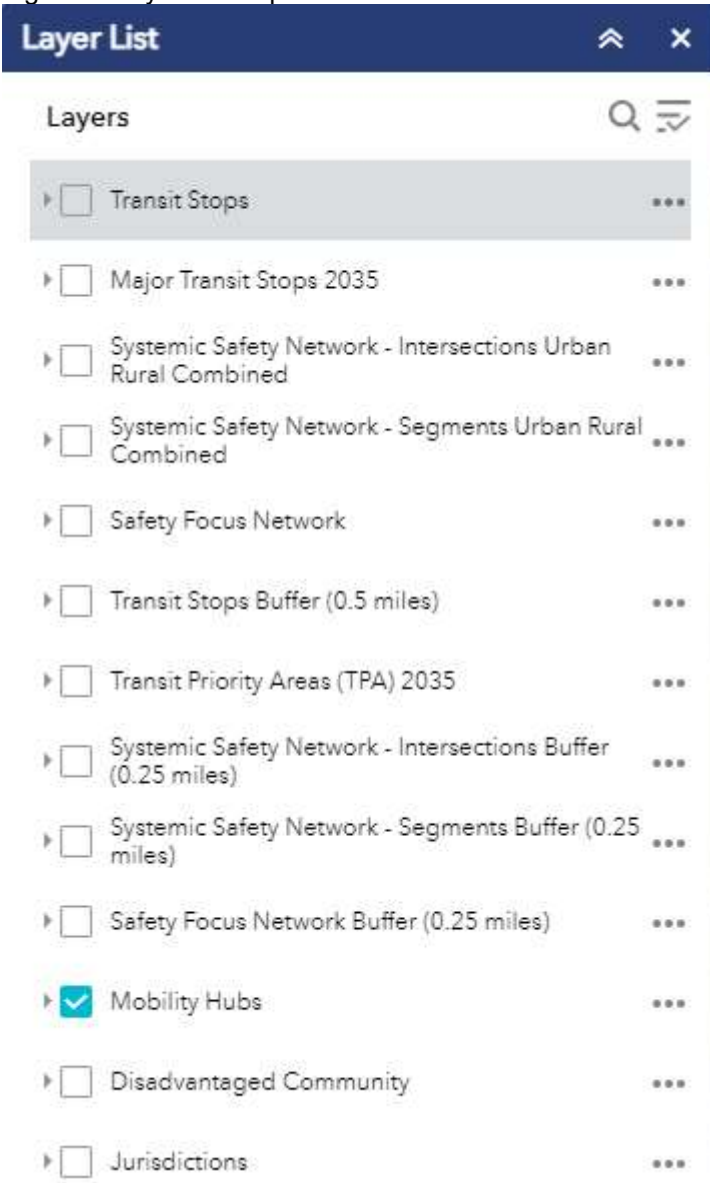 Layer List
Layers
Transit Stops
Major Transit Stops 2035
Systemic Safety Network - Intersections Urban
Rural Combined
Systemic Safety Network - Segments Urban Rural
Combined
Safety Focus Network
Transit Stops Buffer (0.5 miles)
Transit Priority Areas (TPA) 2035
Systemic Safety Network - Intersections Buffer
(0.25 miles)
Systemic Safety Network - Segments Buffer (0.25
miles)
Safety Focus Network Buffer (0.25 miles)
Mobility Hubs
Disadvantaged Community
Jurisdictions